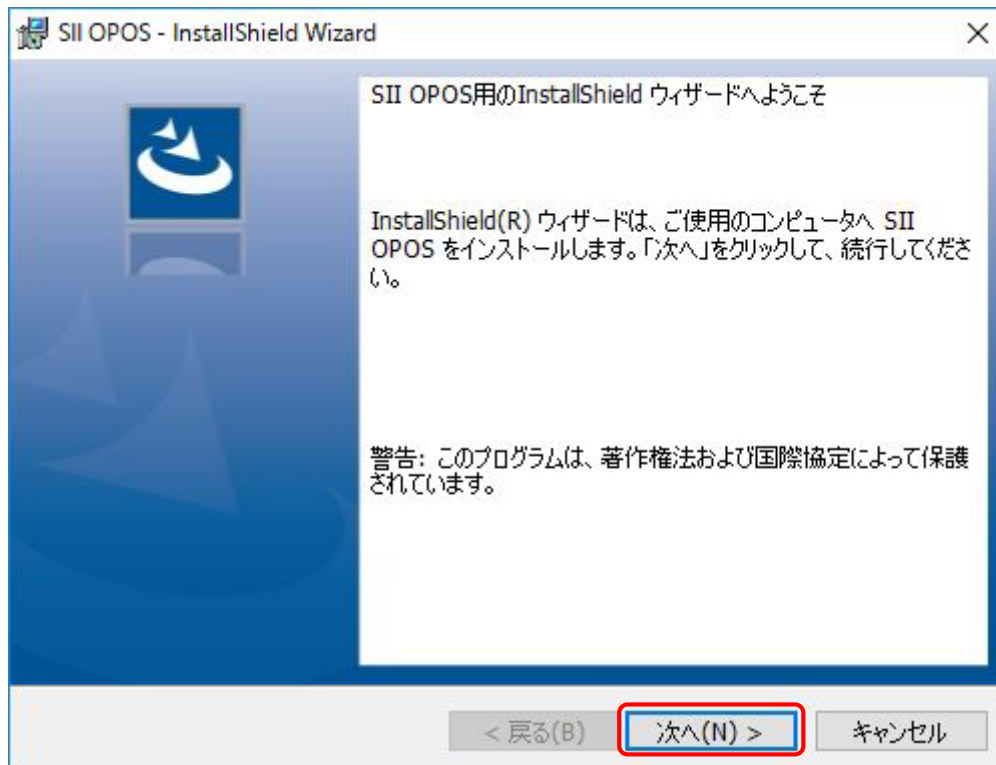 SII OPOS - InstallShield Wizard
SII OPOS用のInstallShield ウィザードへようこそ
InstallShield(R) ウィザードは、ご使用のコンピュータへ SII
OPOS をインストールします。「次へ」をクリックして、続行してくださ
い。
警告: このプログラムは、著作権法および国際協定によって保護
されています。
< 戻る(B) 次へ(N) > キャンセル